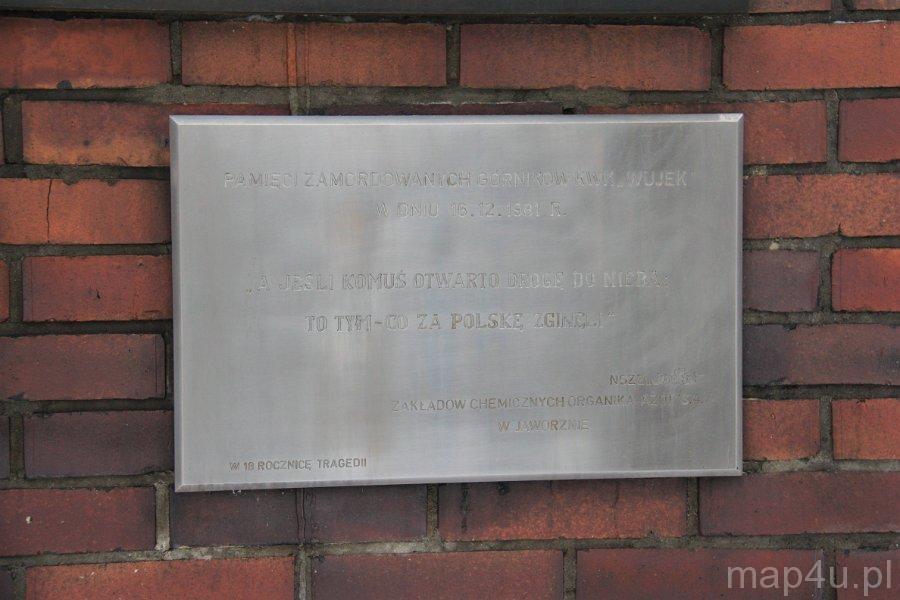 PAMIĘCI ZAMORDOWANYCH GÓRNIKÓW KWK „WUJEK”
W DNIU 16.12.1981 R.
„A JEŚLI KOMUŚ OTWARTO DROGĘ DO NIEBA:
TO TYM-CO ZA POLSKĘ ZGINĘLI”
NSZZ
ZAKŁADÓW CHEMICZNYCH ORGANIKA S.A.
W JAWORZNIE
W 18 ROCZNICĘ TRAGEDII
map4u.pl